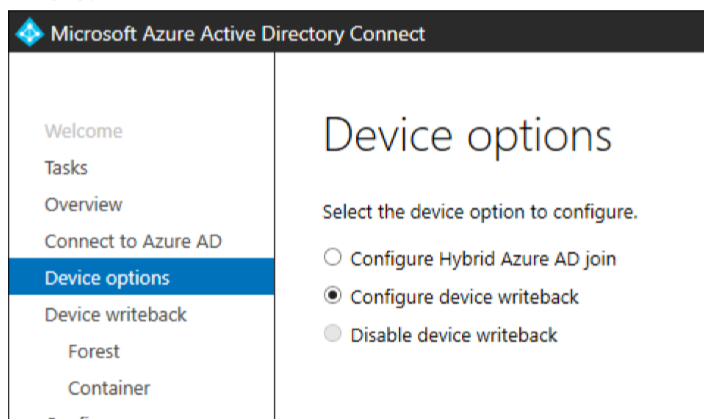 Microsoft Azure Active Directory Connect
Welcome
Tasks
Overview
Connect to Azure AD
Device options
Device writeback
Forest
Container
Device options
Select the device option to configure.
Configure Hybrid Azure AD join
Configure device writeback
Disable device writeback